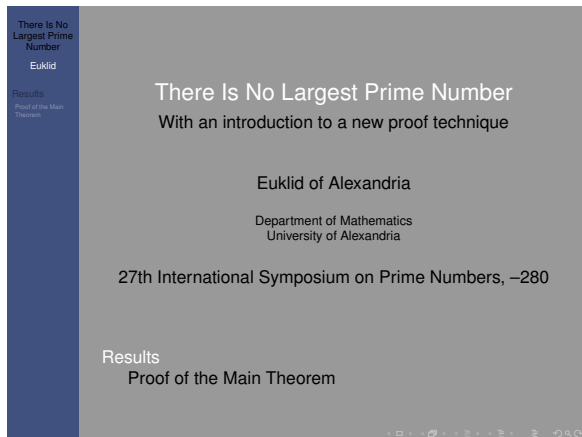 There Is No
Largest Prime
Number
Euklid
Results
Proof of the Main
Theorem
There Is No Largest Prime Number
With an introduction to a new proof technique
Euklid of Alexandria
Department of Mathematics
University of Alexandria
27th International Symposium on Prime Numbers, –280
Results
Proof of the Main Theorem